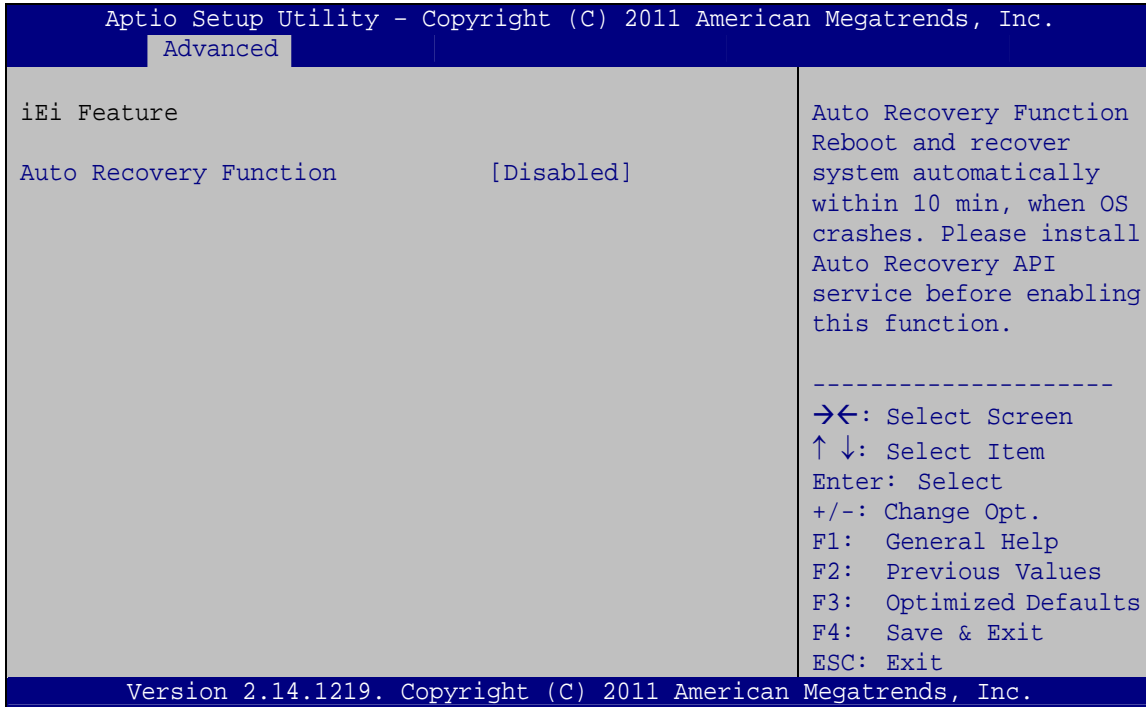 Aptio Setup Utility – Copyright (C) 2011 American Megatrends, Inc.
Advanced
iEi Feature
Auto Recovery Function [Disabled]
Auto Recovery Function
Reboot and recover
system automatically
within 10 min, when OS
crashes. Please install
Auto Recovery API
service before enabling
this function.
---------------------
→←: Select Screen
↑ ↓: Select Item
Enter: Select
+/-: Change Opt.
F1: General Help
F2: Previous Values
F3: Optimized Defaults
F4: Save & Exit
ESC: Exit
Version 2.14.1219. Copyright (C) 2011 American Megatrends, Inc.